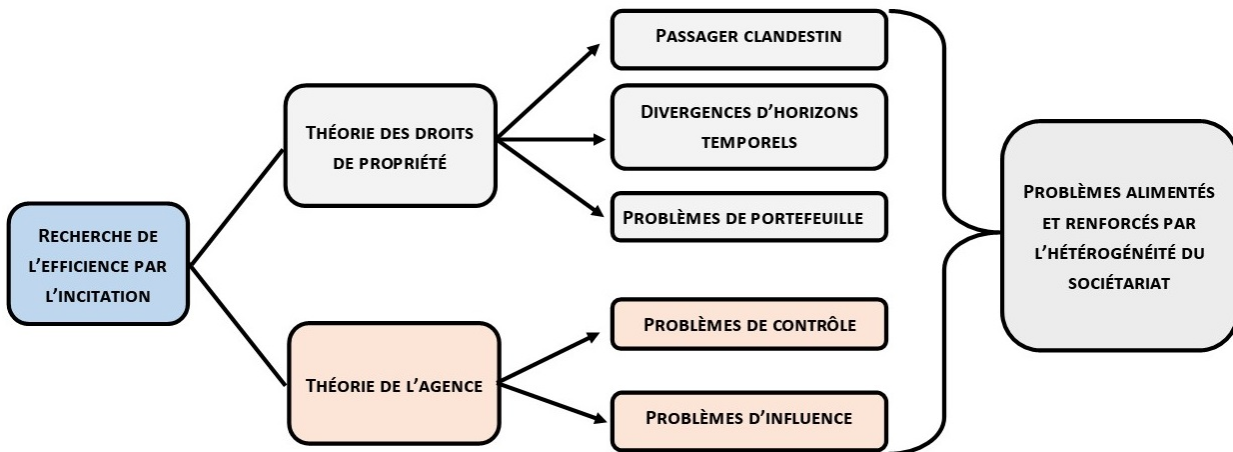 RECHERCHE DE
L'EFFICIENCE PAR
L'INCITATION
THÉORIE DES DROITS
DE PROPRIÉTÉ
THÉORIE DE L'AGENCE
PASSAGER CLANDESTIN
DIVERGENCES D'HORIZONS
TEMPORELS
PROBLÈMES DE PORTEFEUILLE
PROBLÈMES DE CONTRÔLE
PROBLÈMES D'INFLUENCE
PROBLÈMES ALIMENTÉS
ET RENFORCÉS PAR
L'HÉTÉROGÉNÉITÉ DU
SOCIÉTARIAT